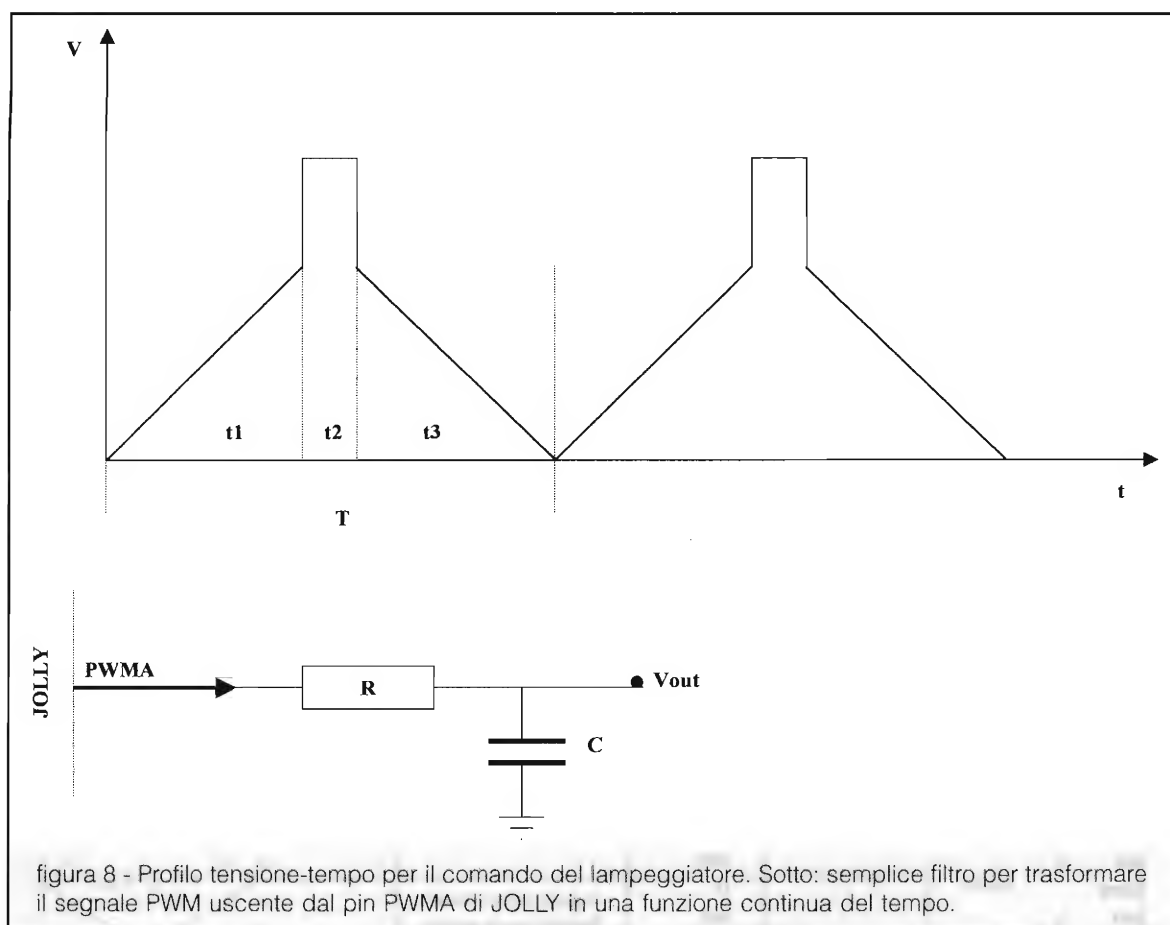 V
t1 t2 t3
t
T
JOLLY
PWMA
R
Vout
C
figura 8 - Profilo tensione-tempo per il comando del lampeggiatore. Sotto: semplice filtro per trasformare
il segnale PWM uscente dal pin PWMA di JOLLY in una funzione continua del tempo.